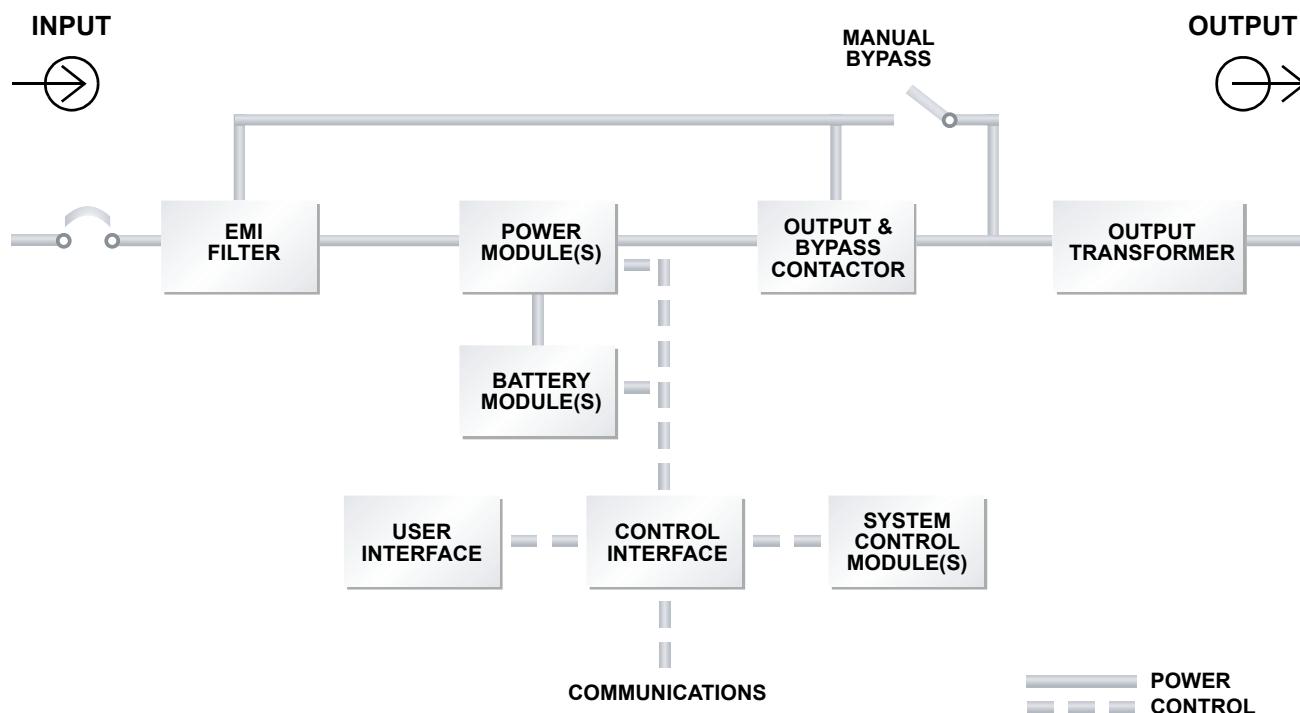 INPUT
OUTPUT
MANUAL
BYPASS
EMI
FILTER
POWER
MODULE(S)
OUTPUT &
BYPASS
CONTACTOR
OUTPUT
TRANSFORMER
BATTERY
MODULE(S)
USER
INTERFACE
CONTROL
INTERFACE
SYSTEM
CONTROL
MODULE(S)
COMMUNICATIONS
POWER
CONTROL